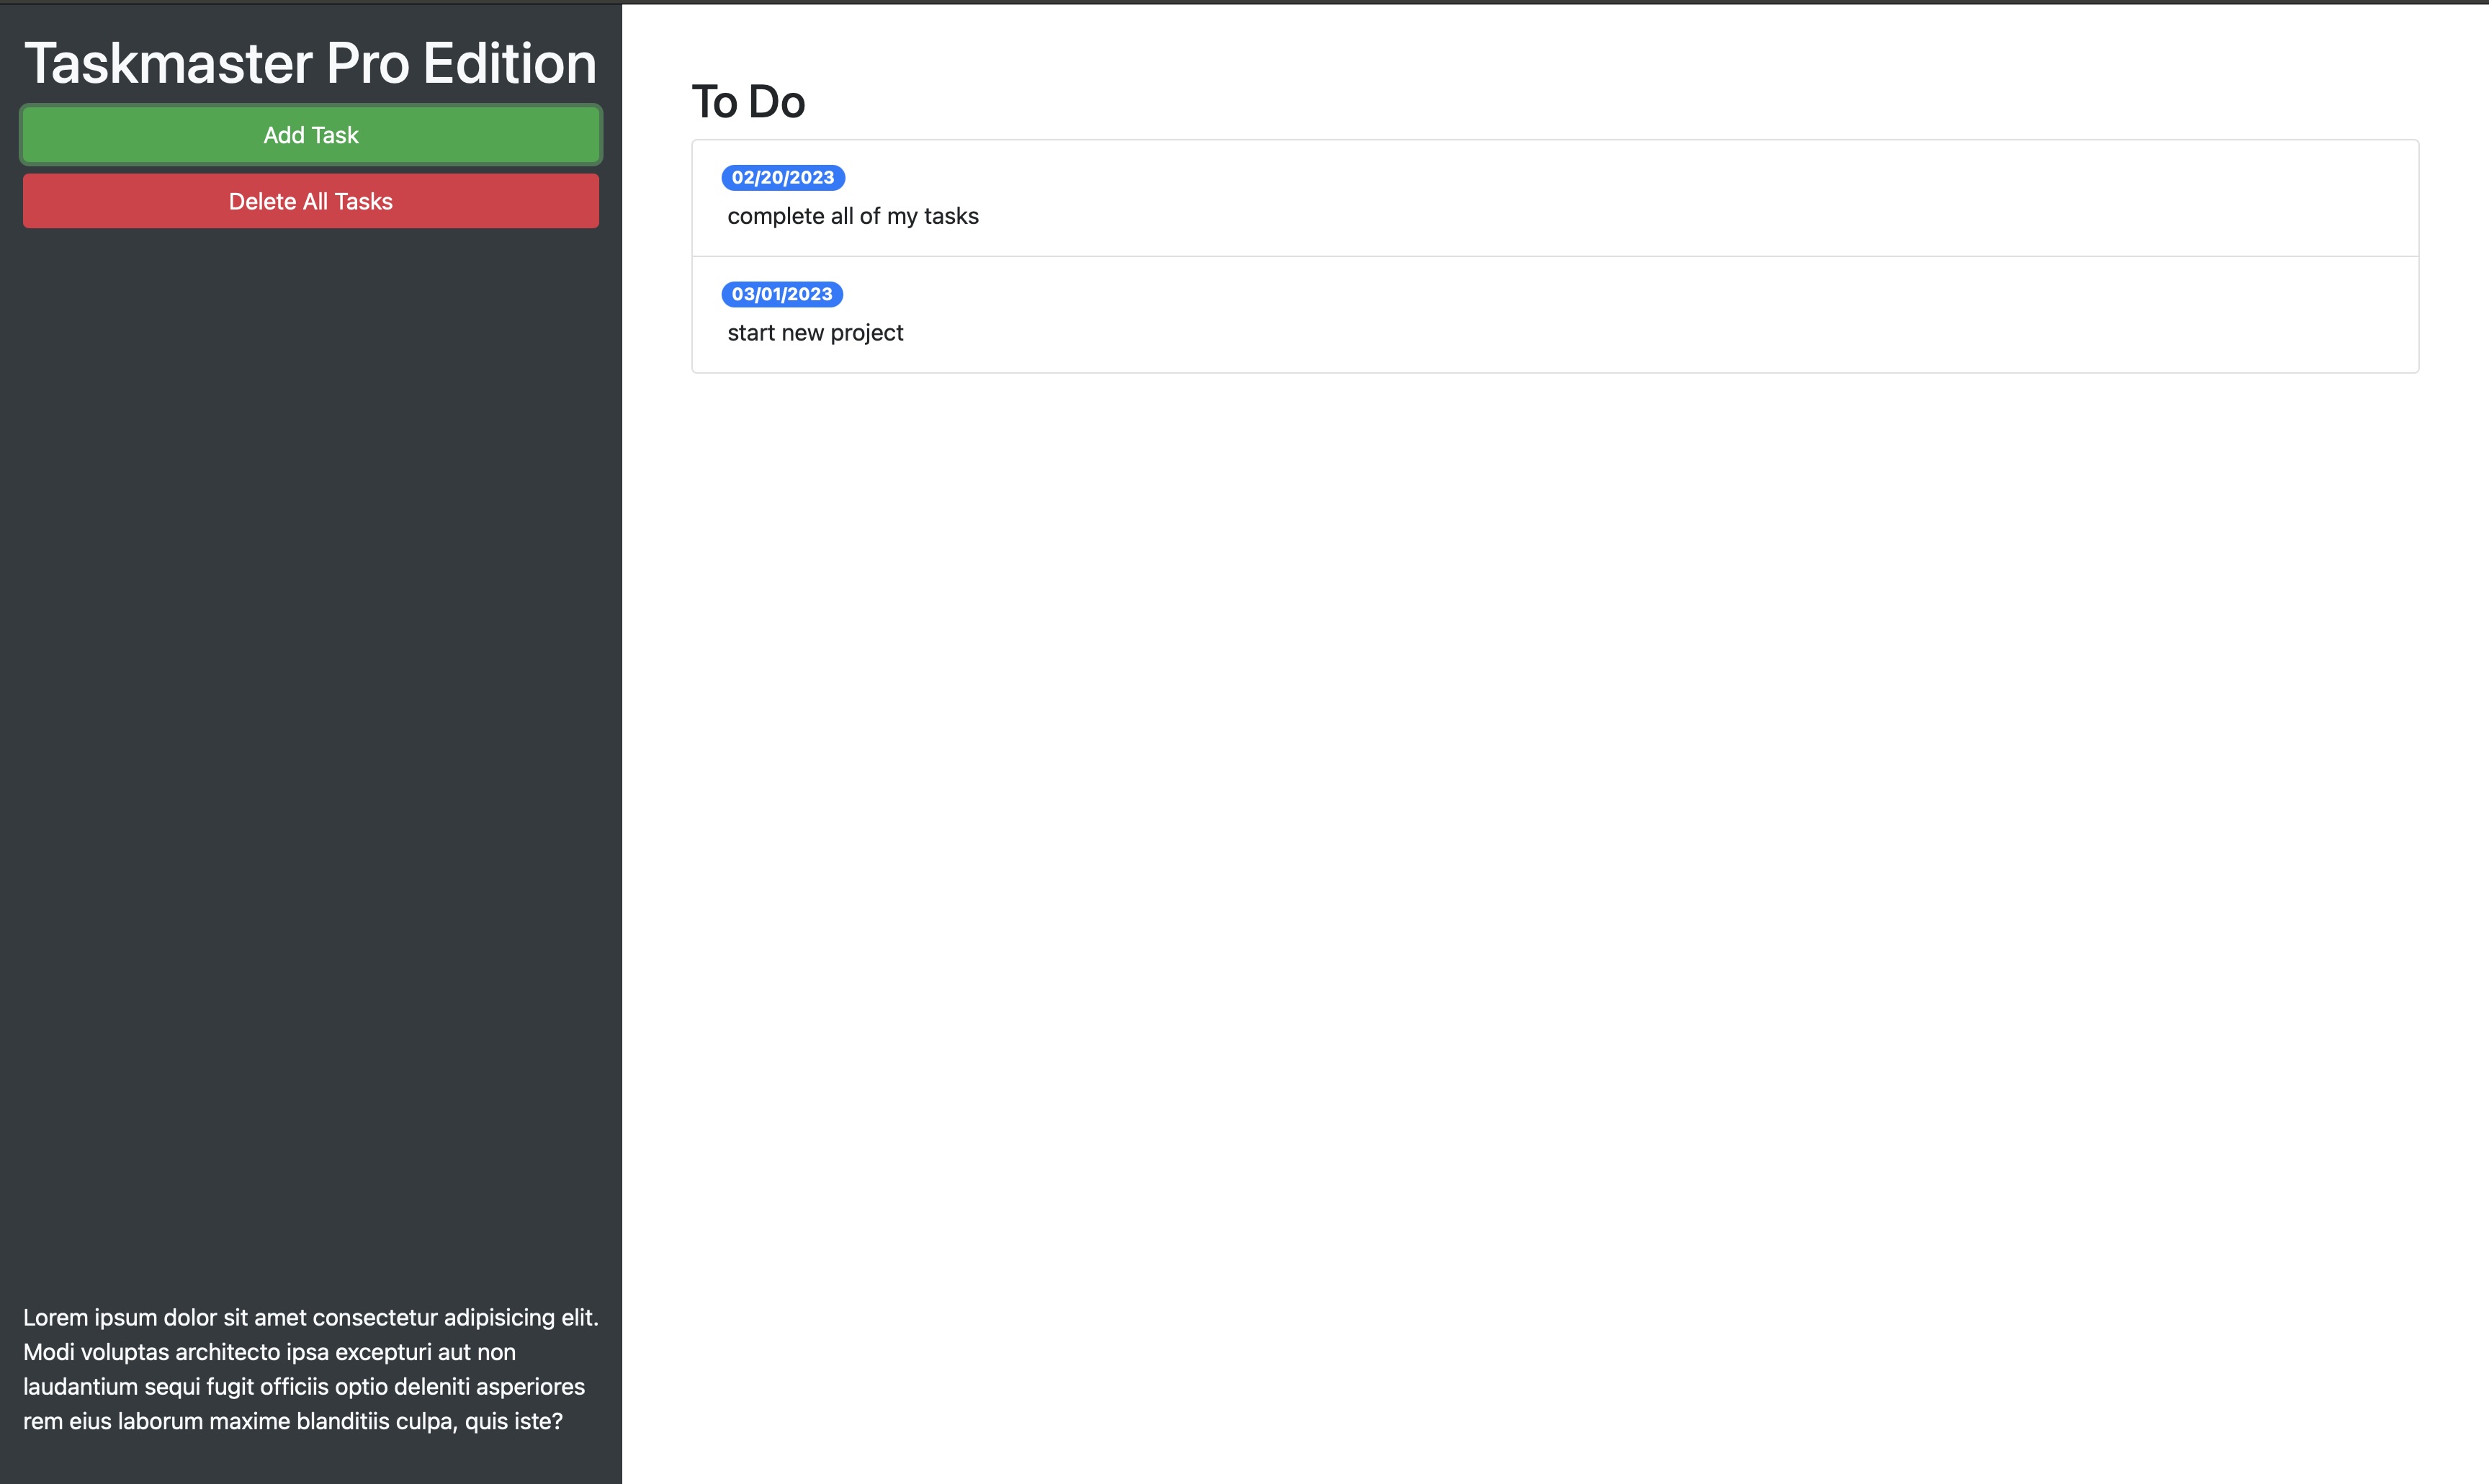 Taskmaster Pro Edition
Add Task
Delete All Tasks
Lorem ipsum dolor sit amet consectetur adipisicing elit.
Modi voluptas architecto ipsa excepturi aut non
laudantium sequi fugit officiis optio deleniti asperiores
rem eius laborum maxime blanditiis culpa, quis iste?
To Do
02/20/2023
complete all of my tasks
03/01/2023
start new project